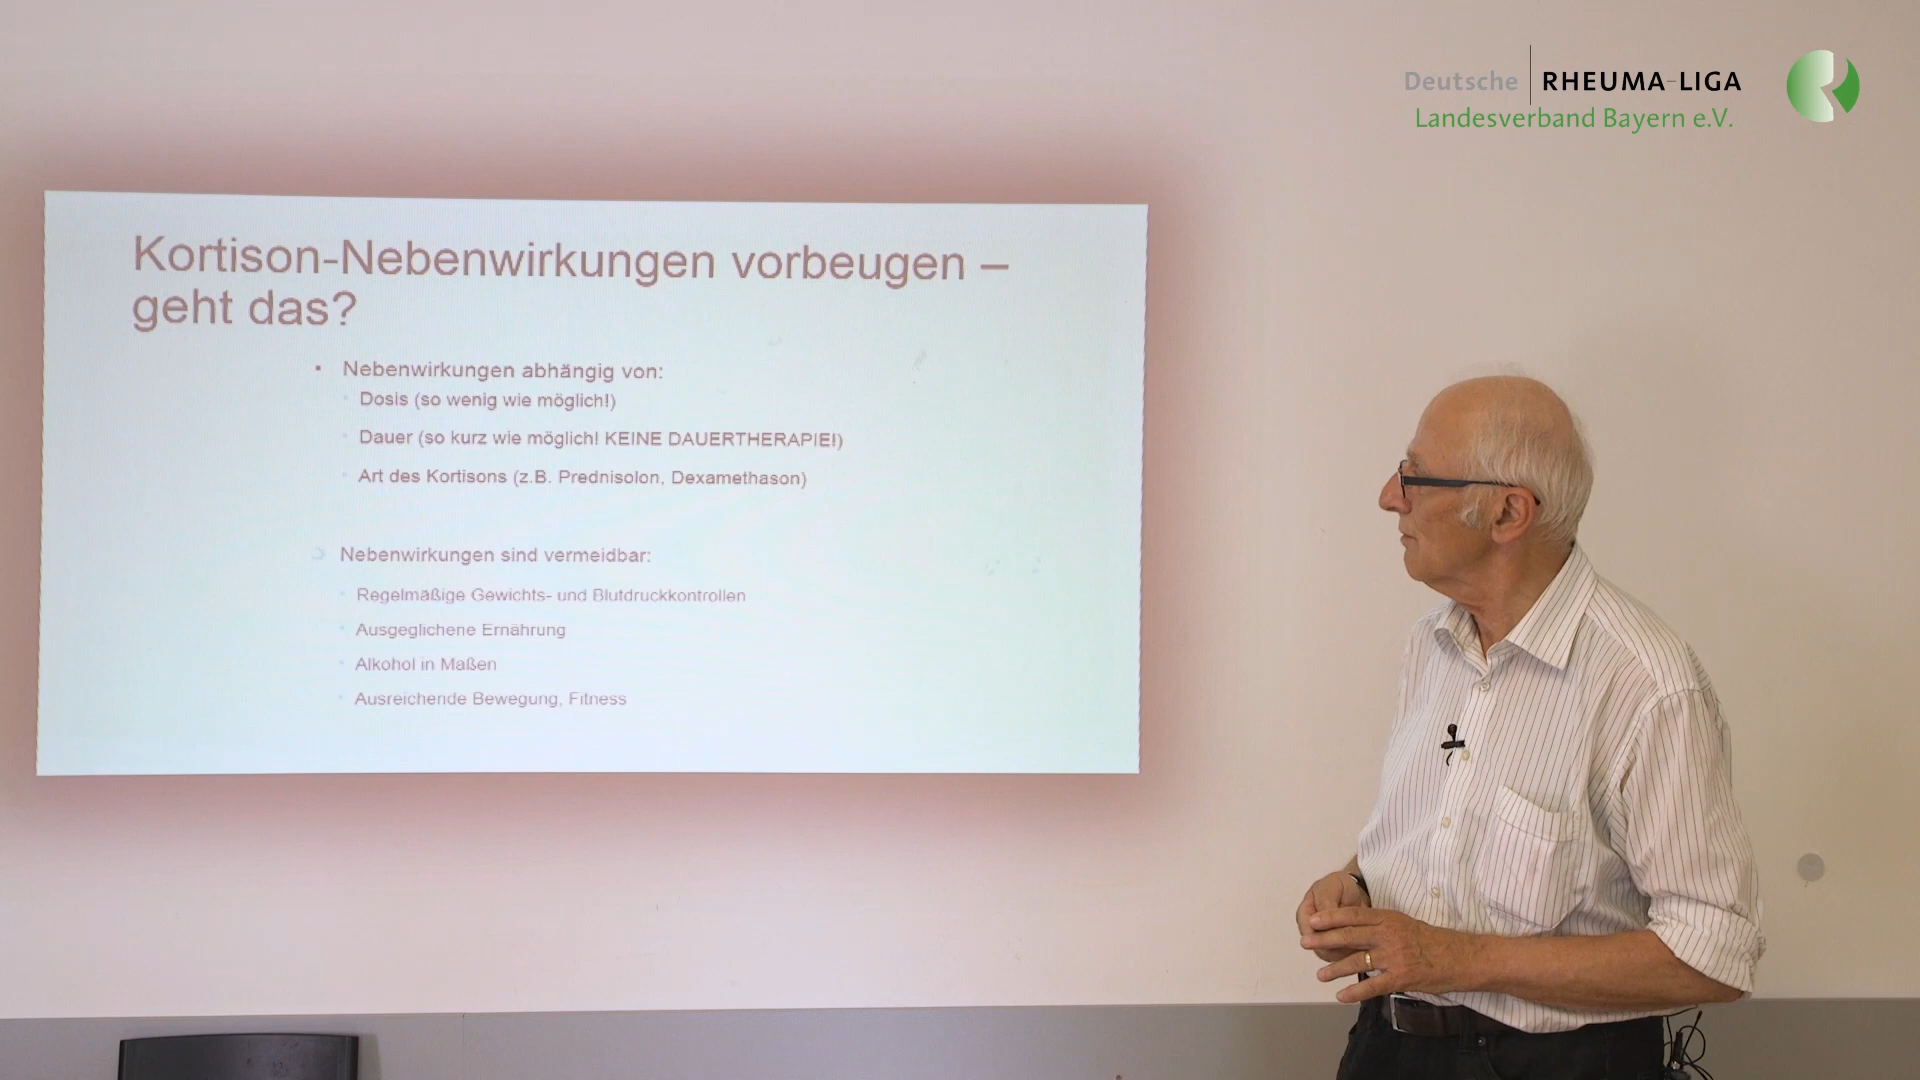 Deutsche RHEUMA-LIGA
Landesverband Bayern e.V.
Kortison-Nebenwirkungen vorbeugen –
geht das?
• Nebenwirkungen abhängig von:
Dosis (so wenig wie möglich!)
Dauer (so kurz wie möglich! KEINE DAUERTHERAPIE!)
Art des Kortisons (z.B. Prednisolon, Dexamethason)
Nebenwirkungen sind vermeidbar:
Regelmäßige Gewichts- und Blutdruckkontrollen
Ausgeglichene Ernährung
Alkohol in Maßen
Ausreichende Bewegung, Fitness